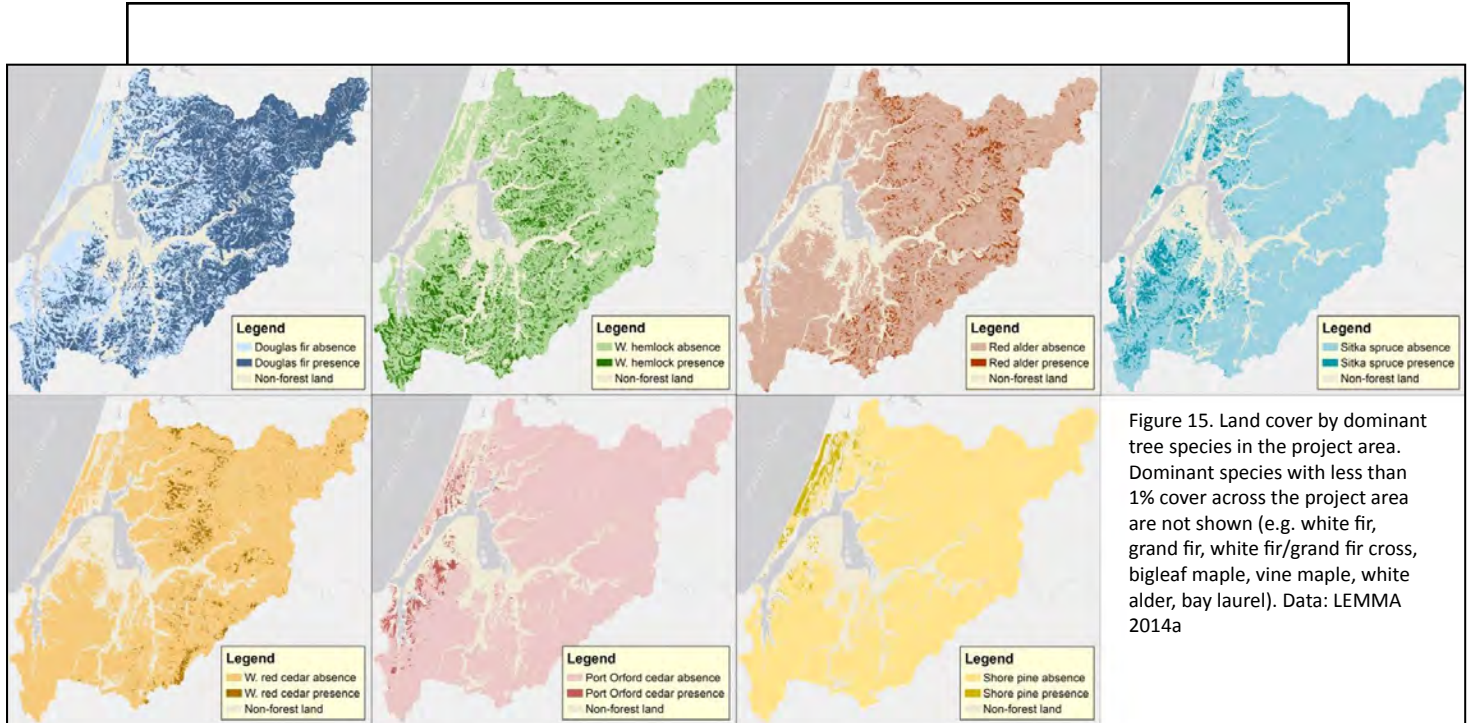 Legend
Douglas fir absence
Douglas fir presence
Non-forest land
Legend
W. hemlock absence
W. hemlock presence
Non-forest land
Legend
Red alder absence
Red alder presence
Non-forest land
Legend
Sitka spruce absence
Sitka spruce presence
Non-forest land
Legend
W. red cedar absence
W. red cedar presence
Non-forest land
Legend
Port Orford cedar absence
Port Orford cedar presence
Non-forest land
Legend
Shore pine absence
Shore pine presence
Non-forest land
Figure 15. Land cover by dominant
tree species in the project area.
Dominant species with less than
1% cover across the project area
are not shown (e.g. white fir,
grand fir, white fir/grand fir cross,
bigleaf maple, vine maple, white
alder, bay laurel). Data: LEMMA
2014a